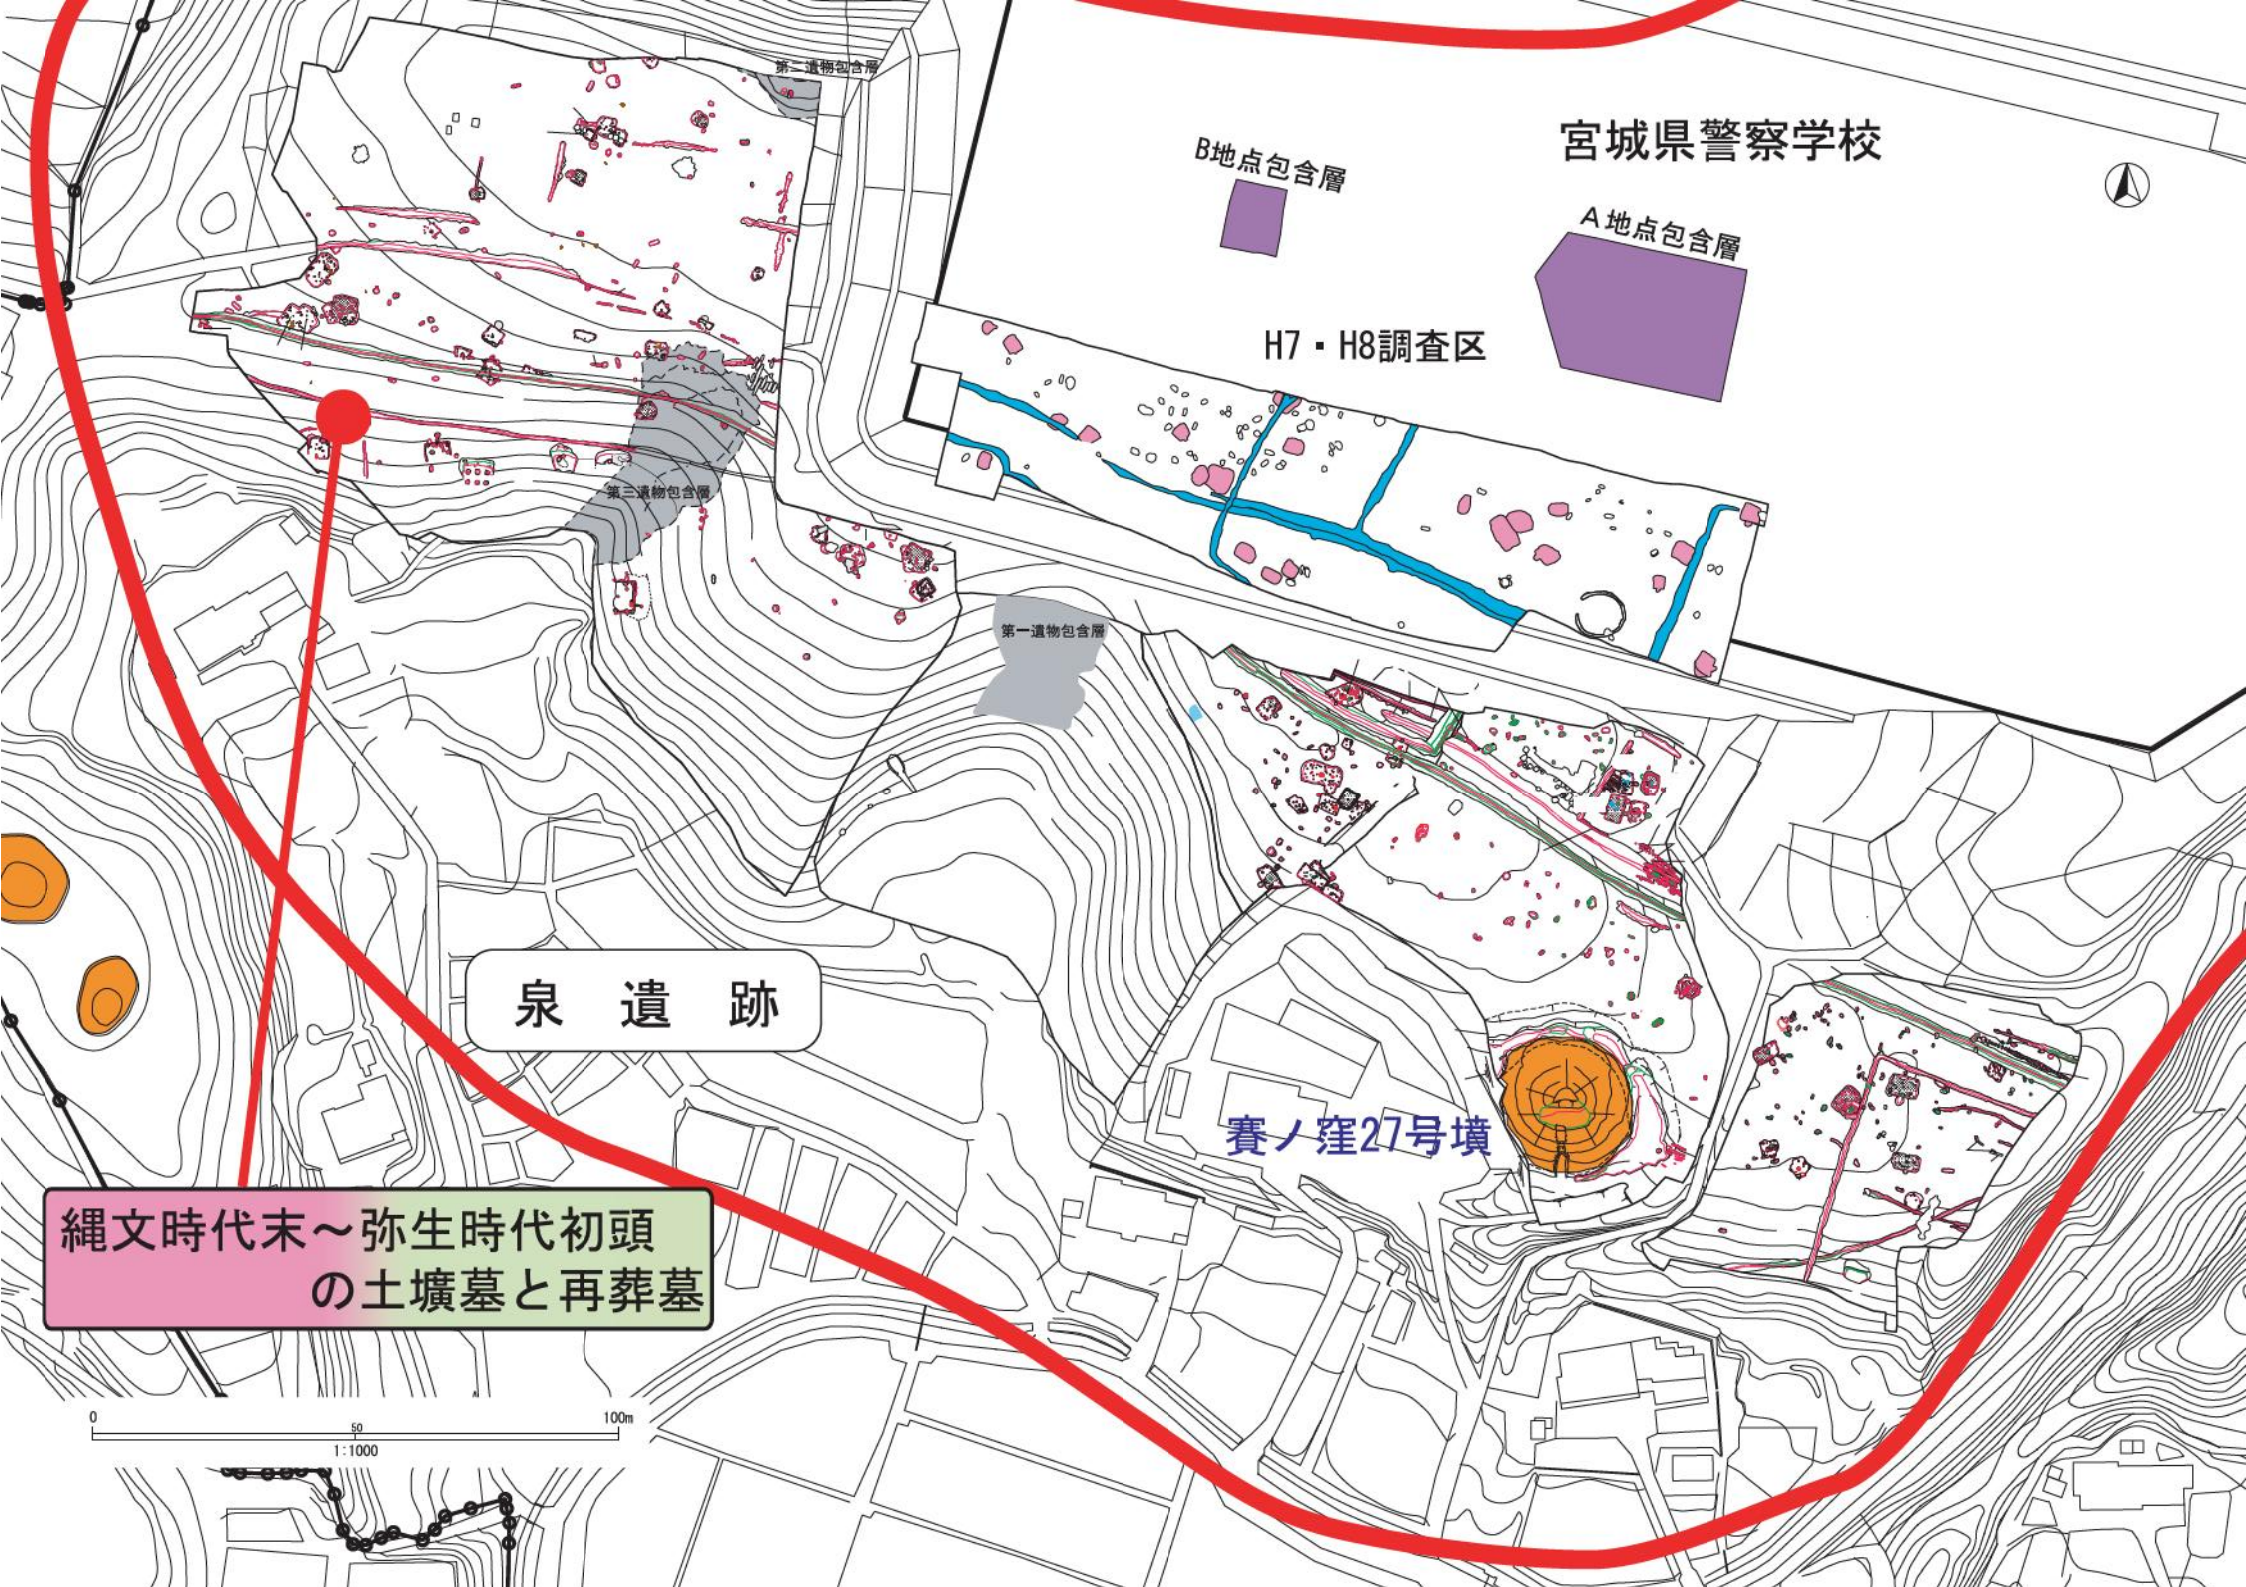 第二遺物包含層
宮城県警察学校
B地点包含層
A地点包含層
H7・H8調査区
第三遺物包含層
第一遺物包含層
泉 遺 跡
賽ノ窪27号墳
縄文時代末～弥生時代初頭
の土壙墓と再葬墓
0 50 100m
1:1000